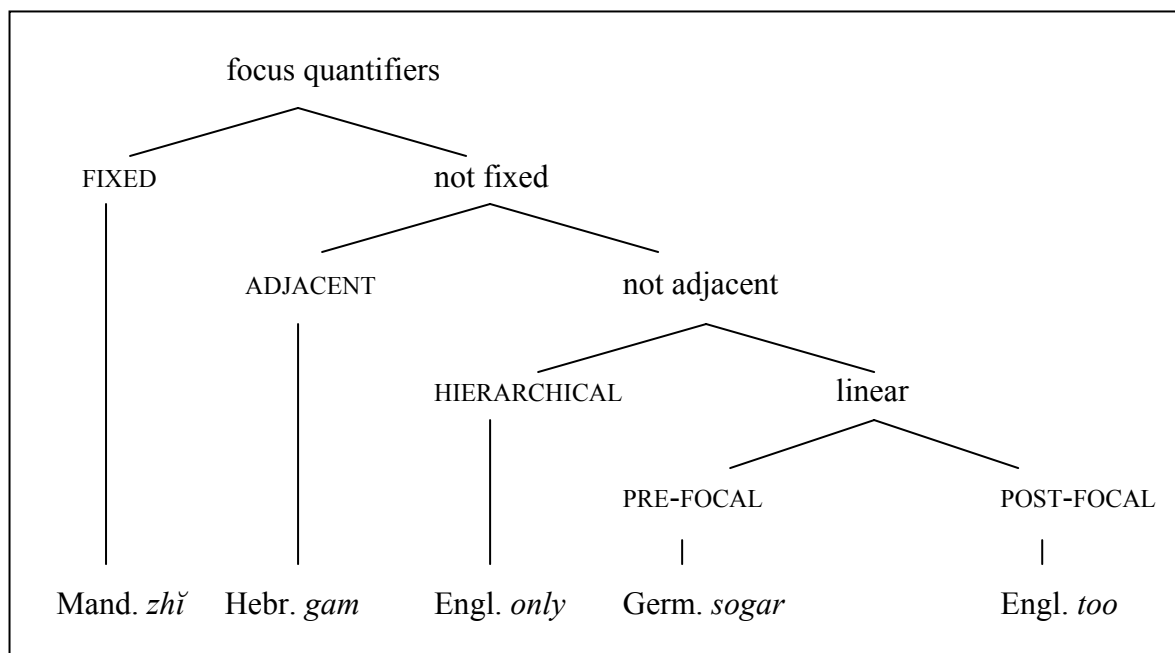 focus quantifiers
FIXED not fixed
ADJACENT not adjacent
HIERARCHICAL linear
PRE-FOCAL POST-FOCAL
Mand. zhĭ Hebr. gam Engl. only Germ. sogar Engl. too